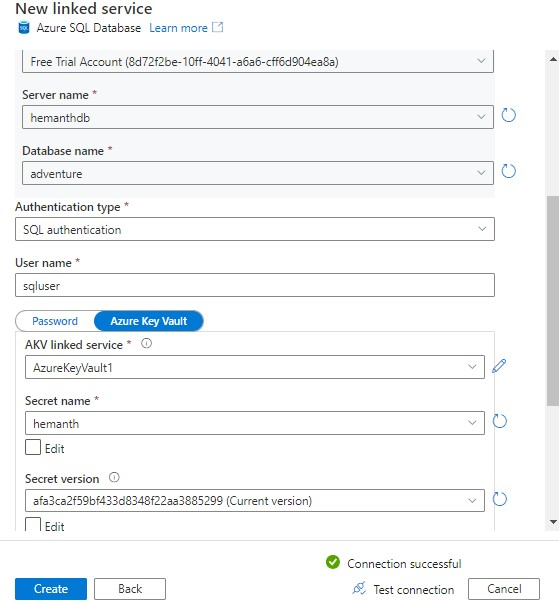 New linked service
Azure SQL Database Learn more
Free Trial Account (8d72f2be-10ff-4041-a6a6-cff6d904ea8a)
Server name *
hemanthdb
Database name *
adventure
Authentication type *
SQL authentication
User name *
sqluser
Password Azure Key Vault
AKV linked service *
AzureKeyVault1
Secret name *
hemanth
Edit
Secret version
afa3ca2f59bf433d8348f22aa3885299 (Current version)
Edit
Connection successful
Create Back Test connection Cancel